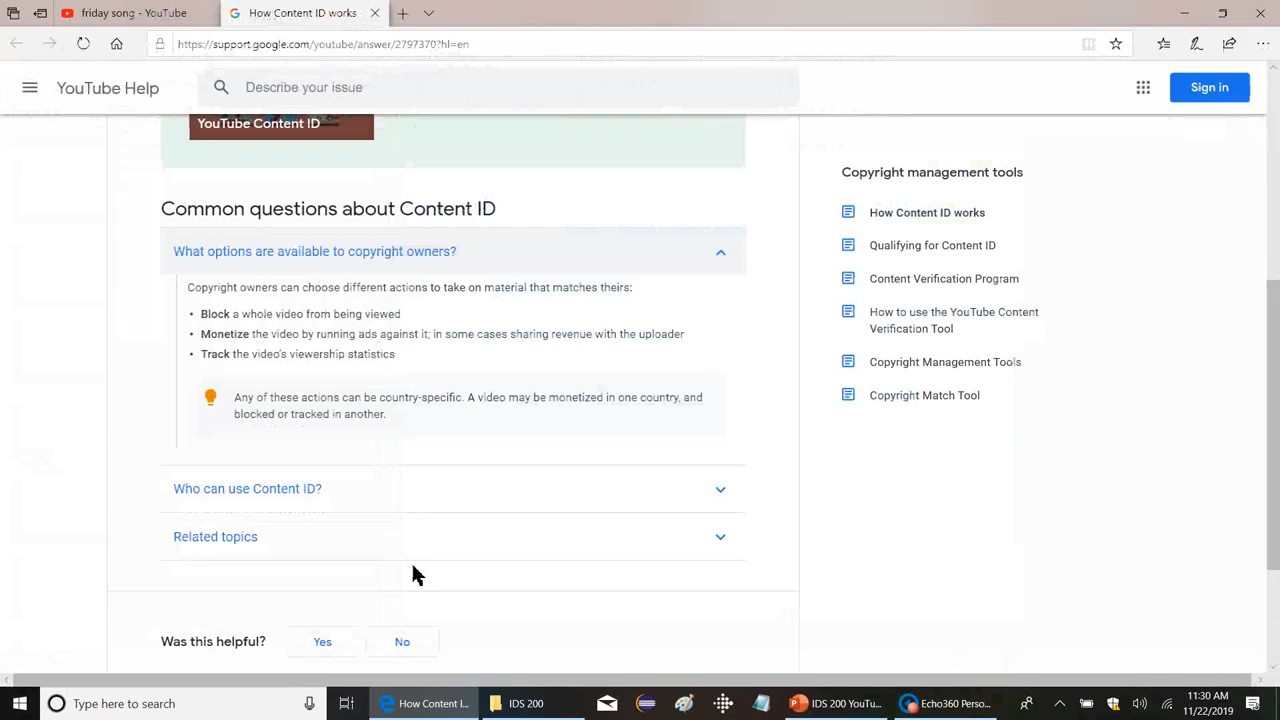 friday song - YouTube
How Content ID works
https://support.google.com/youtube/answer/2797370?hl=en
YouTube Help
Describe your issue
Sign in
YouTube Content ID
Common questions about Content ID
What options are available to copyright owners?
Copyright owners can choose different actions to take on material that matches theirs:
• Block a whole video from being viewed
• Monetize the video by running ads against it; in some cases sharing revenue with the uploader
• Track the video's viewership statistics
Any of these actions can be country-specific. A video may be monetized in one country, and
blocked or tracked in another.
Who can use Content ID?
Related topics
Was this helpful?
Yes
No
Copyright management tools
How Content ID works
Qualifying for Content ID
Content Verification Program
How to use the YouTube Content
Verification Tool
Copyright Management Tools
Copyright Match Tool
Type here to search
How Content I...
IDS 200
IDS 200 YouTu...
Echo360 Perso...
11:30 AM
11/22/2019